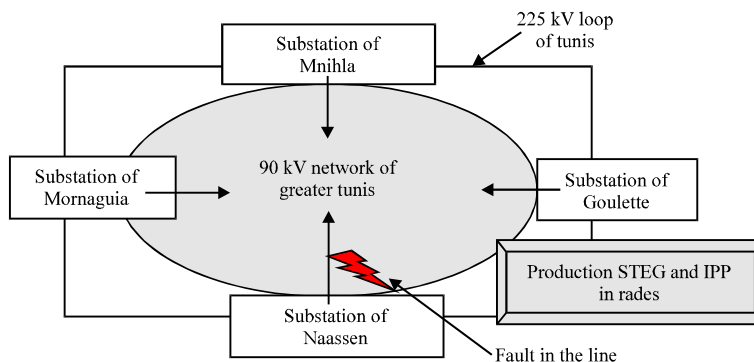 225 kV loop
of tunis
Substation of
Mnihla
90 kV network of
greater tunis
Substation of
Mornaguia
Substation of
Goulette
Production STEG and IPP
in rades
Substation of
Naassen
Fault in the line